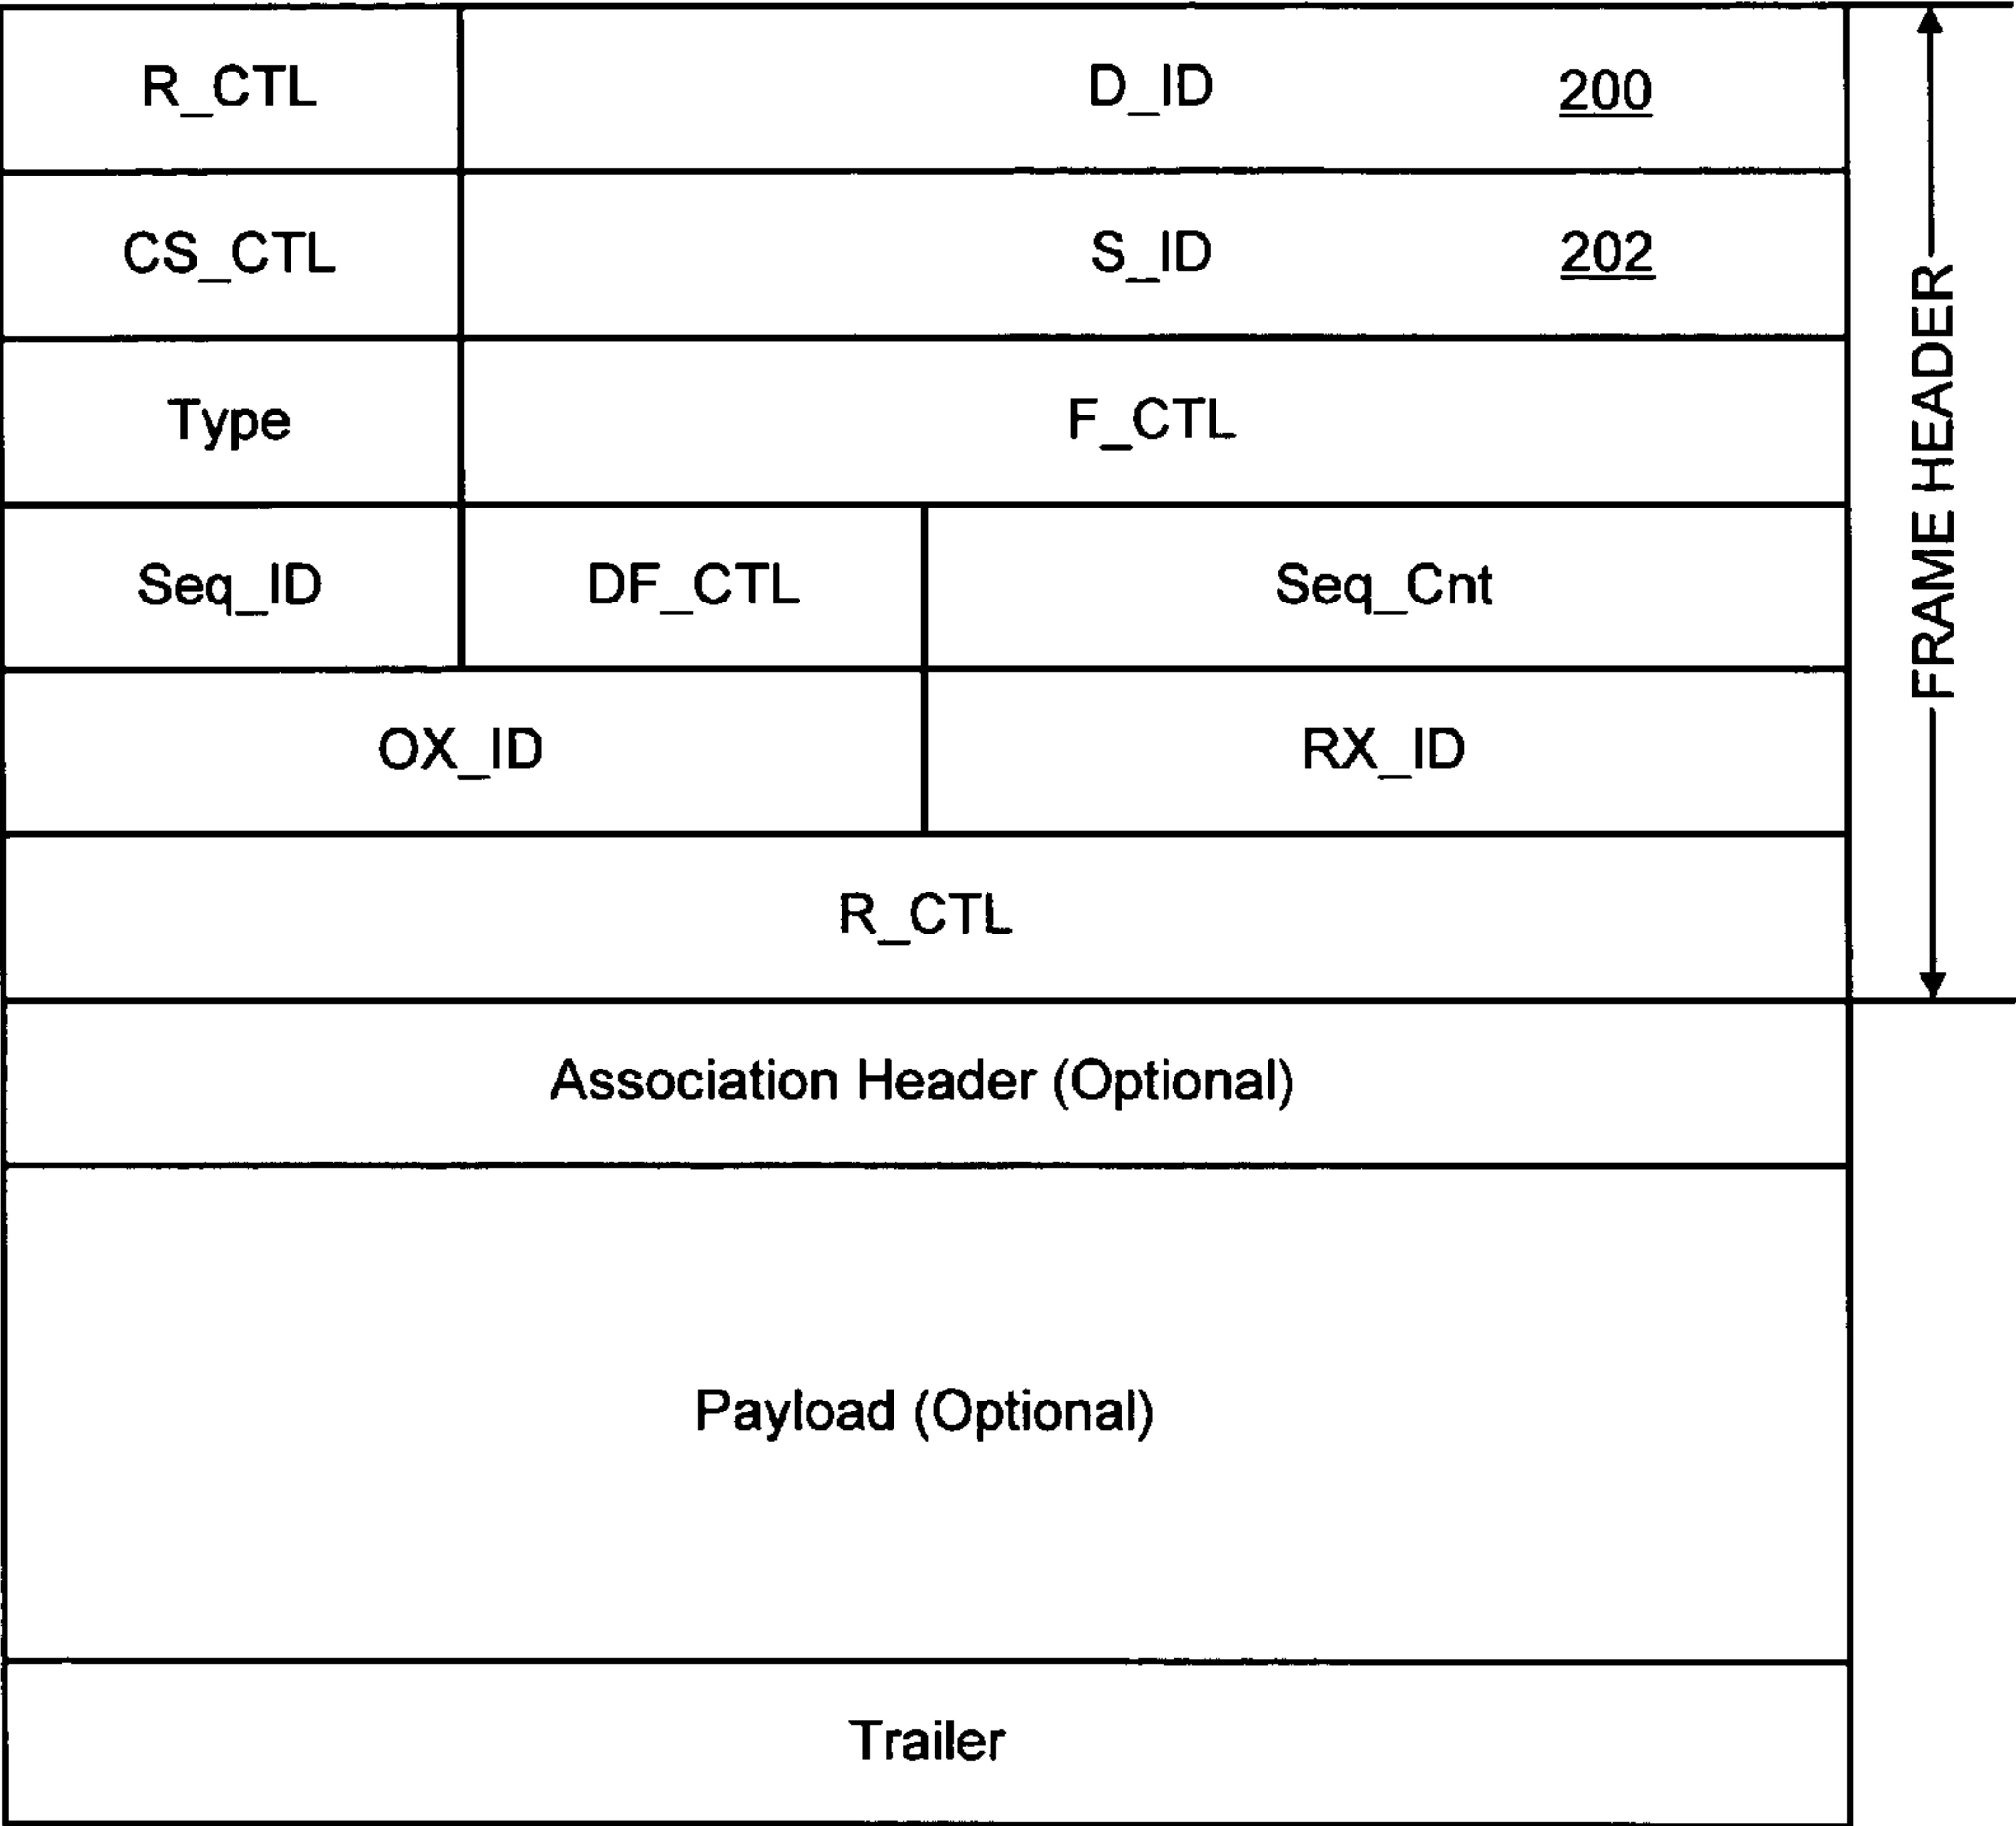 R_CTL D_ID 200
CS_CTL S_ID 202
Type F_CTL
Seq_ID DF_CTL Seq_Cnt
OX_ID RX_ID
R_CTL
FRAME HEADER
Association Header (Optional)
Payload (Optional)
Trailer